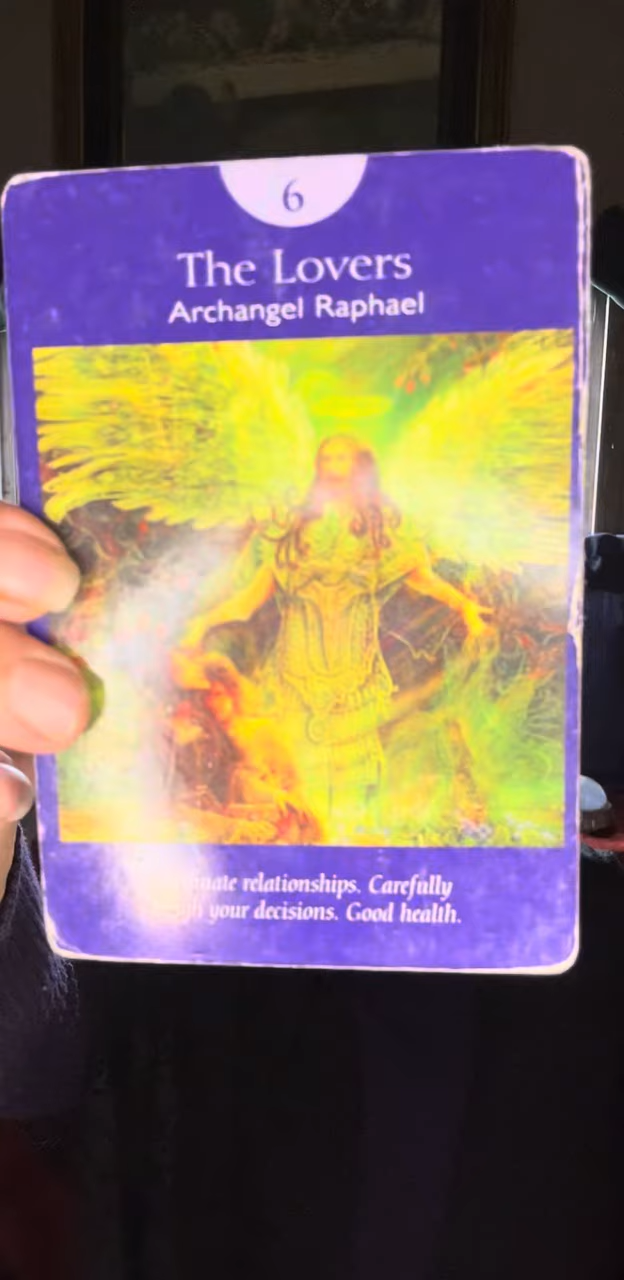 6
The Lovers
Archangel Raphael
relationships. Carefully
your decisions. Good health.